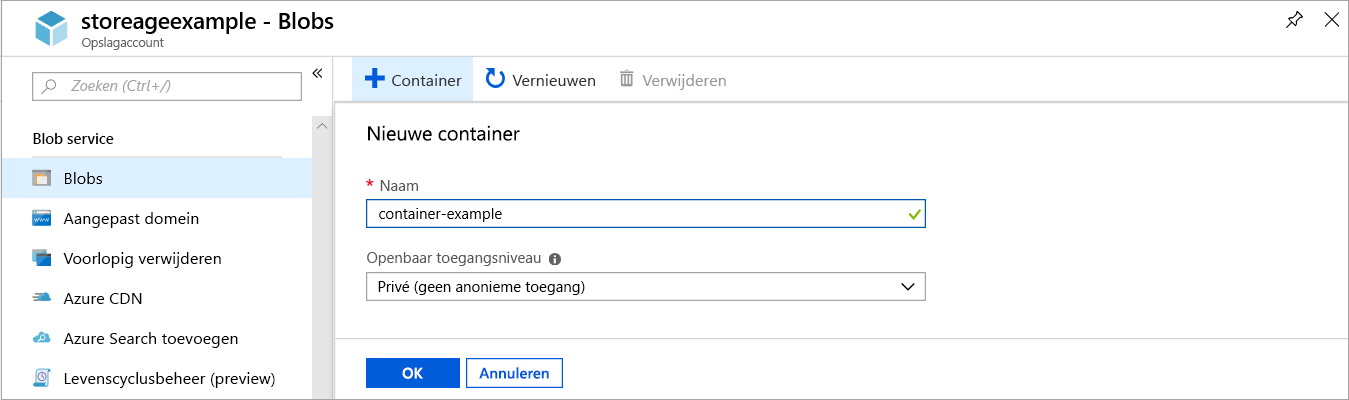 storeageexample - Blobs
Opslagaccount
Zoeken (Ctrl+/)
Blob service
Blobs
Aangepast domein
Voorlopig verwijderen
Azure CDN
Azure Search toevoegen
Levenscyclusbeheer (preview)
Container Vernieuwen Verwijderen
Nieuwe container
* Naam
container-example
Openbaar toegangsniveau
Privé (geen anonieme toegang)
OK Annuleren